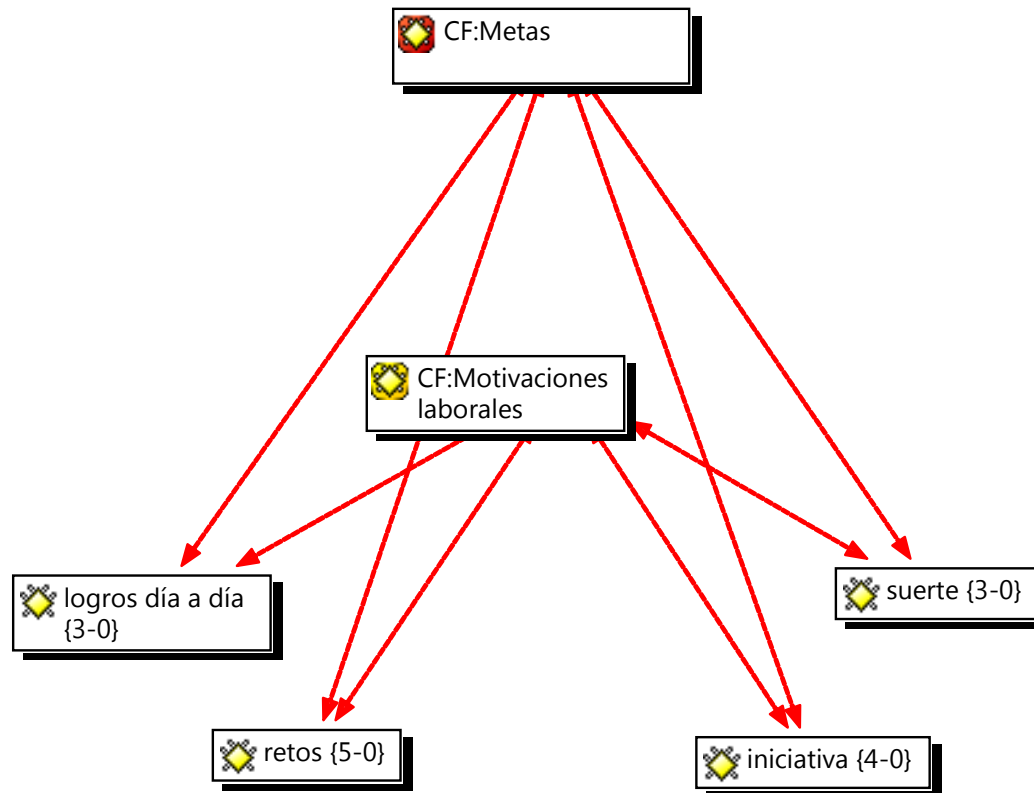 CF:Metas
CF:Motivaciones
laborales
logros día a día
{3-0}
suerte {3-0}
retos {5-0}
iniciativa {4-0}